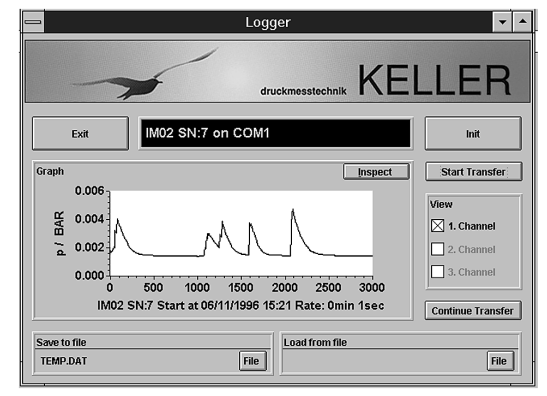 Logger
druckmesstechnik KELLER
Exit
IM02 SN:7 on COM1
Init
Graph
Inspect
Start Transfer
0.006
0.004
0.002
0.000
p / BAR
0 500 1000 1500 2000 2500 3000
IM02 SN:7 Start at 06/11/1996 15:21 Rate: 0min 1sec
View
1. Channel
2. Channel
3. Channel
Continue Transfer
Save to file
TEMP.DAT
File
Load from file
File